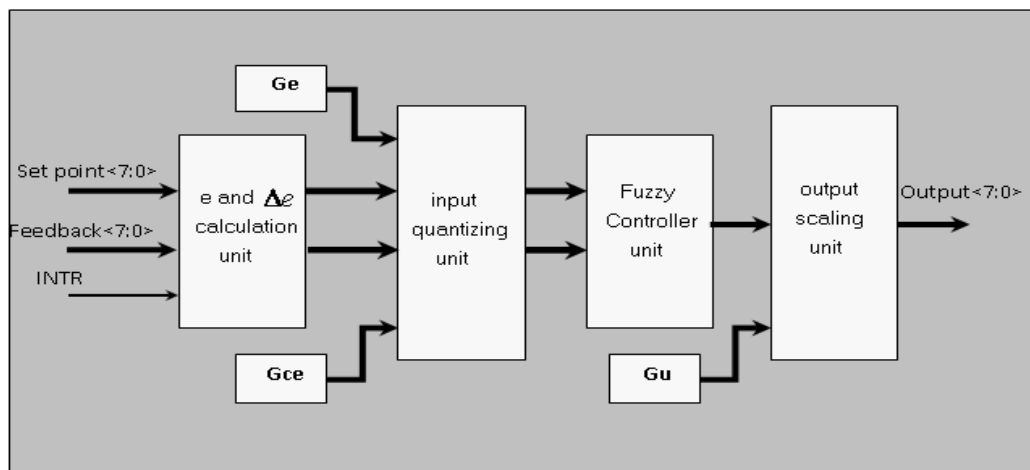 Ge
Set point<7:0>
Feedback<7:0>
INTR
e and Δe
calculation
unit
input
quantizing
unit
Fuzzy
Controller
unit
output
scaling
unit
Output<7:0>
Gce
Gu